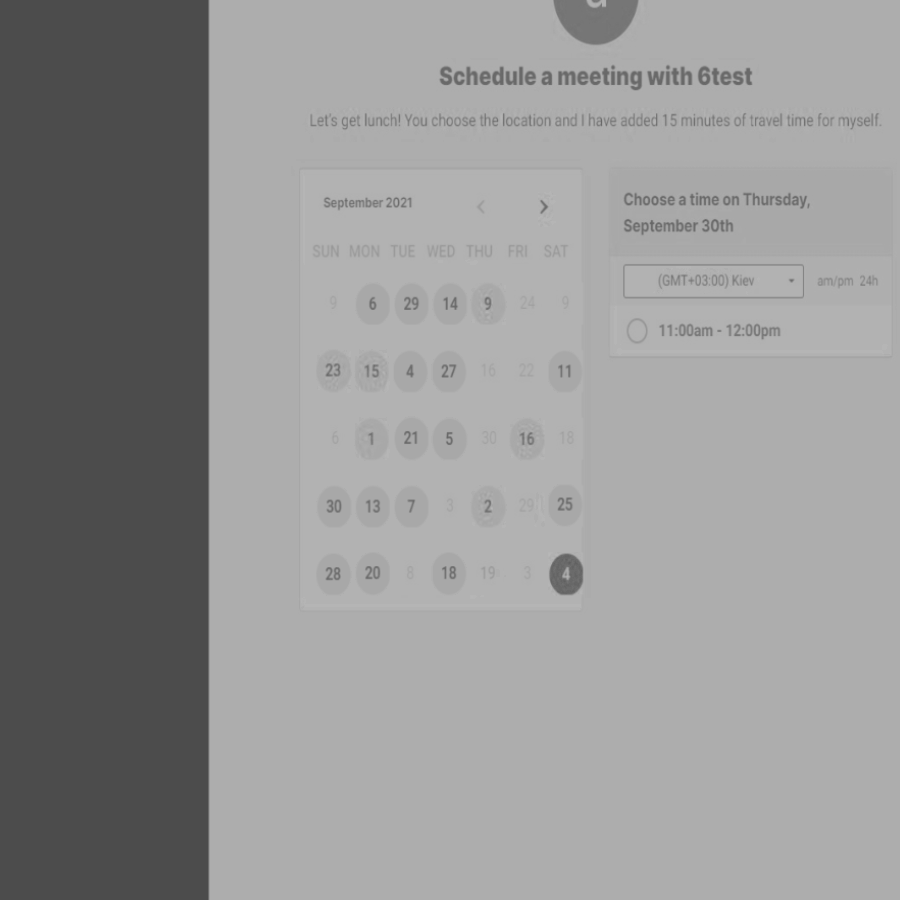 Schedule a meeting with 6test
Let's get lunch! You choose the location and I have added 15 minutes of travel time for myself.
September 2021
SUN MON TUE WED THU FRI SAT
9 6 29 14 9 24 9
23 15 4 27 16 22 11
6 1 21 5 30 16 18
30 13 7 3 2 29 25
28 20 8 18 19 3 4
Choose a time on Thursday,
September 30th
(GMT+03:00) Kiev am/pm 24h
11:00am - 12:00pm